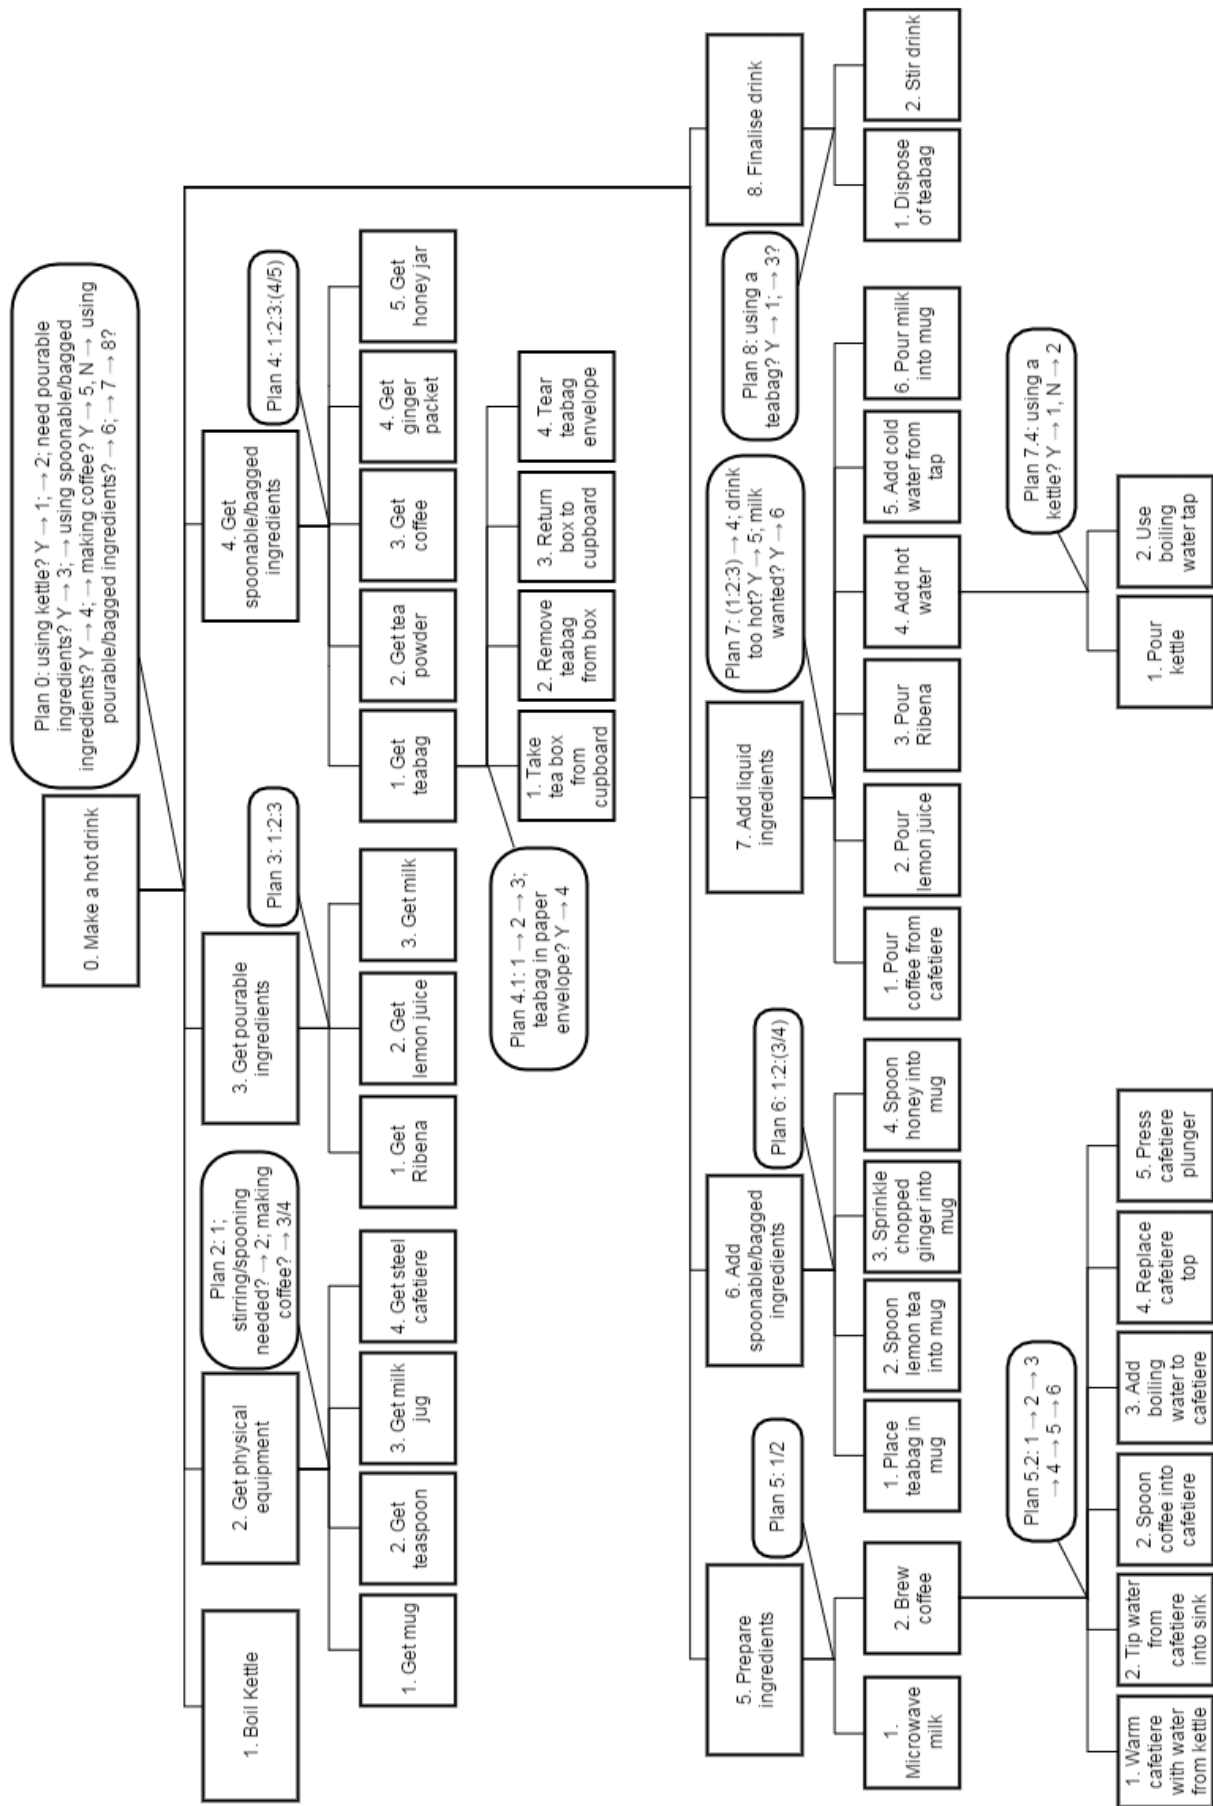 0. Make a hot drink
Plan 0: using kettle? Y → 1; → 2; need pourable
ingredients? Y → 3; → using spoonable/bagged
ingredients? Y → 4; → making coffee? Y → 5, N → using
pourable/bagged ingredients? → 6; → 7 → 8?
1. Boil Kettle
2. Get physical
equipment
Plan 2: 1;
stirring/spooning
needed? → 2; making
coffee? → 3/4
3. Get pourable
ingredients
Plan 3: 1:2:3
4. Get
spoonable/bagged
ingredients
Plan 4: 1:2:3:(4/5)
1. Get mug
2. Get
teaspoon
3. Get milk
jug
4. Get steel
cafetiere
1. Get
Ribena
2. Get
lemon juice
3. Get milk
1. Get
teabag
2. Get tea
powder
3. Get
coffee
4. Get
ginger
packet
5. Get
honey jar
Plan 4.1: 1 → 2 → 3;
teabag in paper
envelope? Y → 4
1. Take
tea box
from
cupboard
2. Remove
teabag
from box
3. Return
box to
cupboard
4. Tear
teabag
envelope
5. Prepare
ingredients
Plan 5: 1/2
6. Add
spoonable/bagged
ingredients
Plan 6: 1:2:(3/4)
7. Add liquid
ingredients
Plan 7: (1:2:3) → 4; drink
too hot? Y → 5; milk
wanted? Y → 6
Plan 8: using a
teabag? Y → 1; → 3?
8. Finalise drink
1.
Microwave
milk
2. Brew
coffee
1. Place
teabag in
mug
2. Spoon
lemon tea
into mug
3. Sprinkle
chopped
ginger into
mug
4. Spoon
honey into
mug
1. Pour
coffee from
cafetiere
2. Pour
lemon juice
3. Pour
Ribena
4. Add hot
water
5. Add cold
water from
tap
6. Pour milk
into mug
1. Dispose
of teabag
2. Stir drink
Plan 5.2: 1 → 2 → 3
→ 4 → 5 → 6
Plan 7.4: using a
kettle? Y → 1, N → 2
1. Warm
cafetiere
with water
from kettle
2. Tip water
from
cafetiere
into sink
2. Spoon
coffee into
cafetiere
3. Add
boiling
water to
cafetiere
4. Replace
cafetiere
top
5. Press
cafetiere
plunger
1. Pour
kettle
2. Use
boiling
water tap